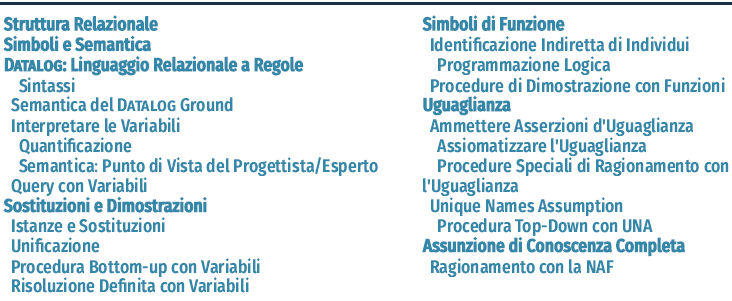 Struttura Relazionale
Simboli e Semantica
DATALOG: Linguaggio Relazionale a Regole
Sintassi
Semantica del DATALOG Ground
Interpretare le Variabili
Quantificazione
Semantica: Punto di Vista del Progettista/Esperto
Query con Variabili
Sostituzioni e Dimostrazioni
Istanze e Sostituzioni
Unificazione
Procedura Bottom-up con Variabili
Risoluzione Definita con Variabili
Simboli di Funzione
Identificazione Indiretta di Individui
Programmazione Logica
Procedure di Dimostrazione con Funzioni
Uguaglianza
Ammettere Asserzioni d'Uguaglianza
Assiomatizzare l'Uguaglianza
Procedure Speciali di Ragionamento con
l'Uguaglianza
Unique Names Assumption
Procedura Top-Down con UNA
Assunzione di Conoscenza Completa
Ragionamento con la NAF